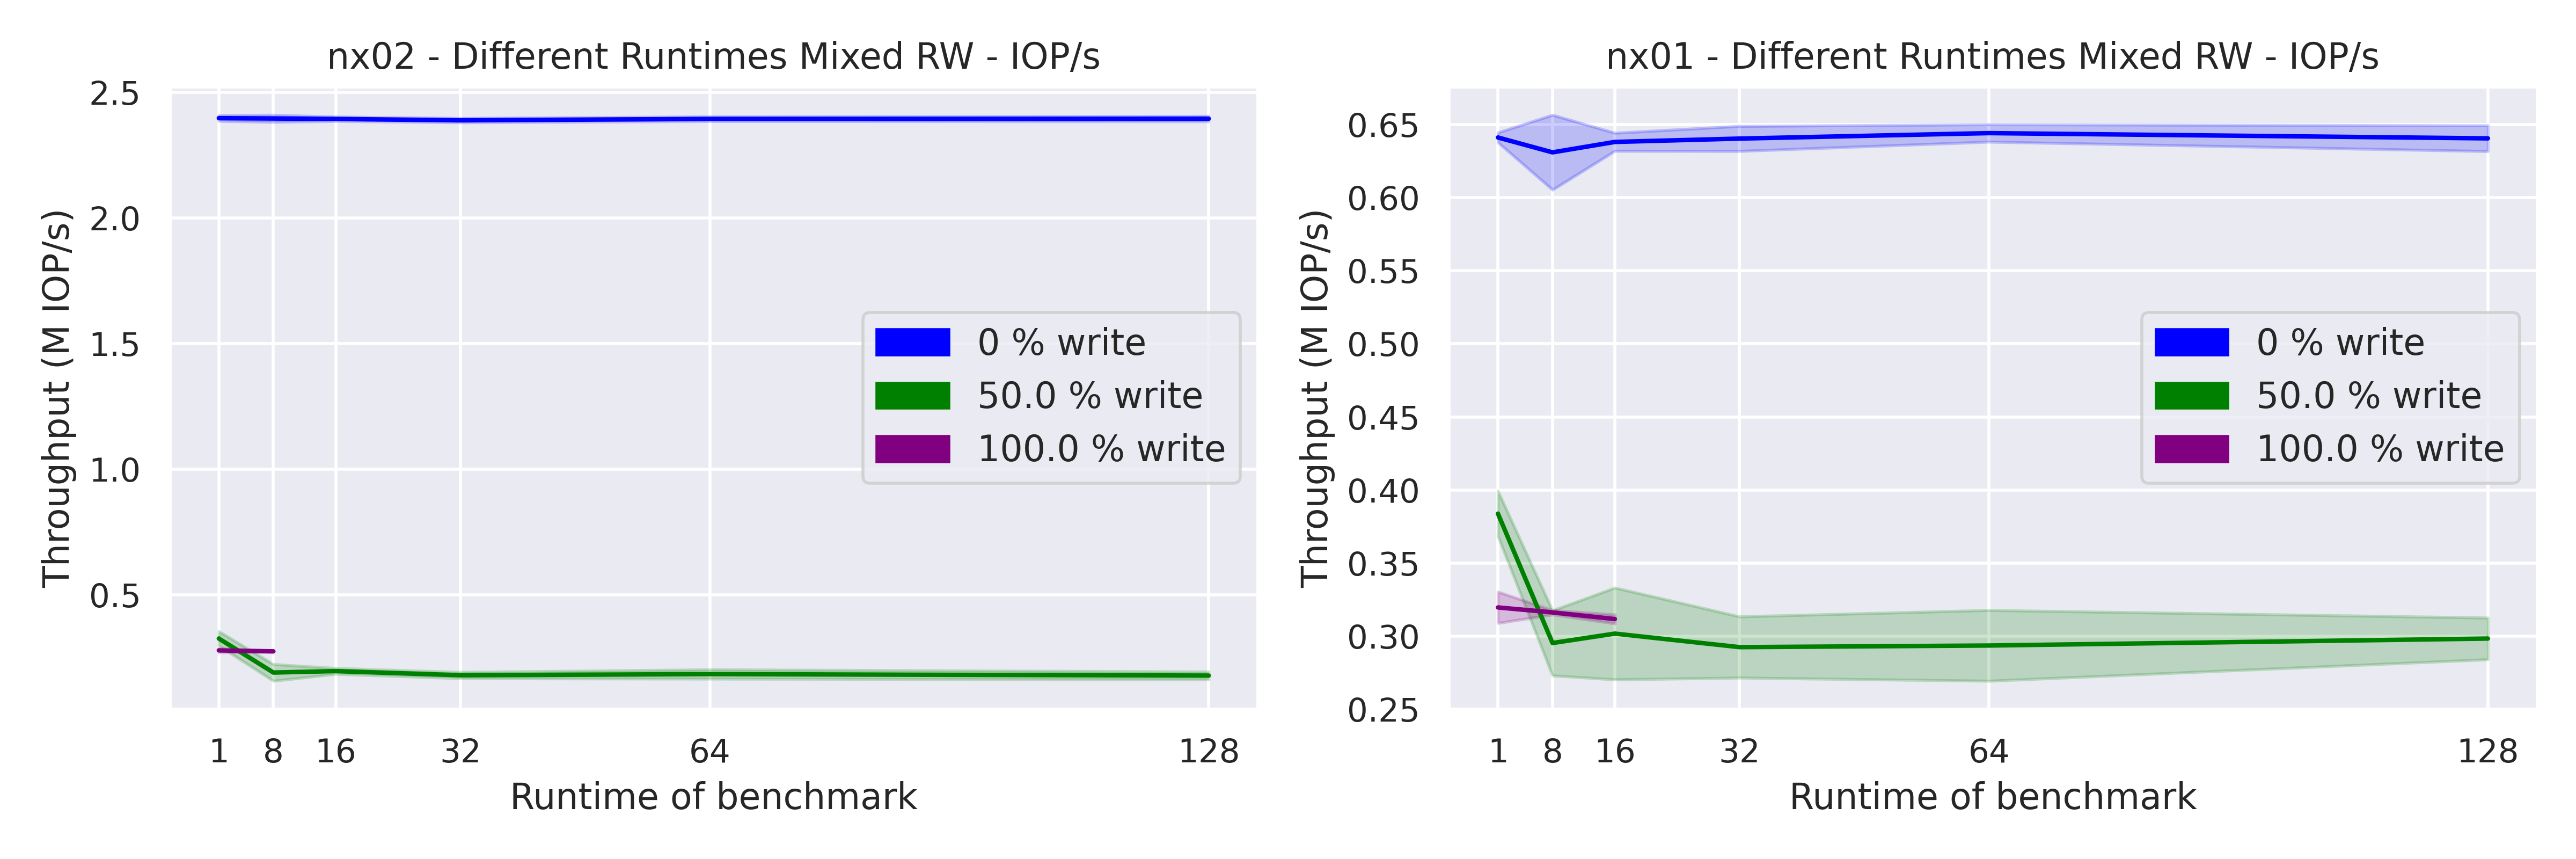 nx02 - Different Runtimes Mixed RW - IOP/s
Throughput (M IOP/s)
2.5
2.0
1.5
1.0
0.5
0 % write
50.0 % write
100.0 % write
1 8 16 32 64 128
Runtime of benchmark
nx01 - Different Runtimes Mixed RW - IOP/s
Throughput (M IOP/s)
0.65
0.60
0.55
0.50
0.45
0.40
0.35
0.30
0.25
0 % write
50.0 % write
100.0 % write
1 8 16 32 64 128
Runtime of benchmark